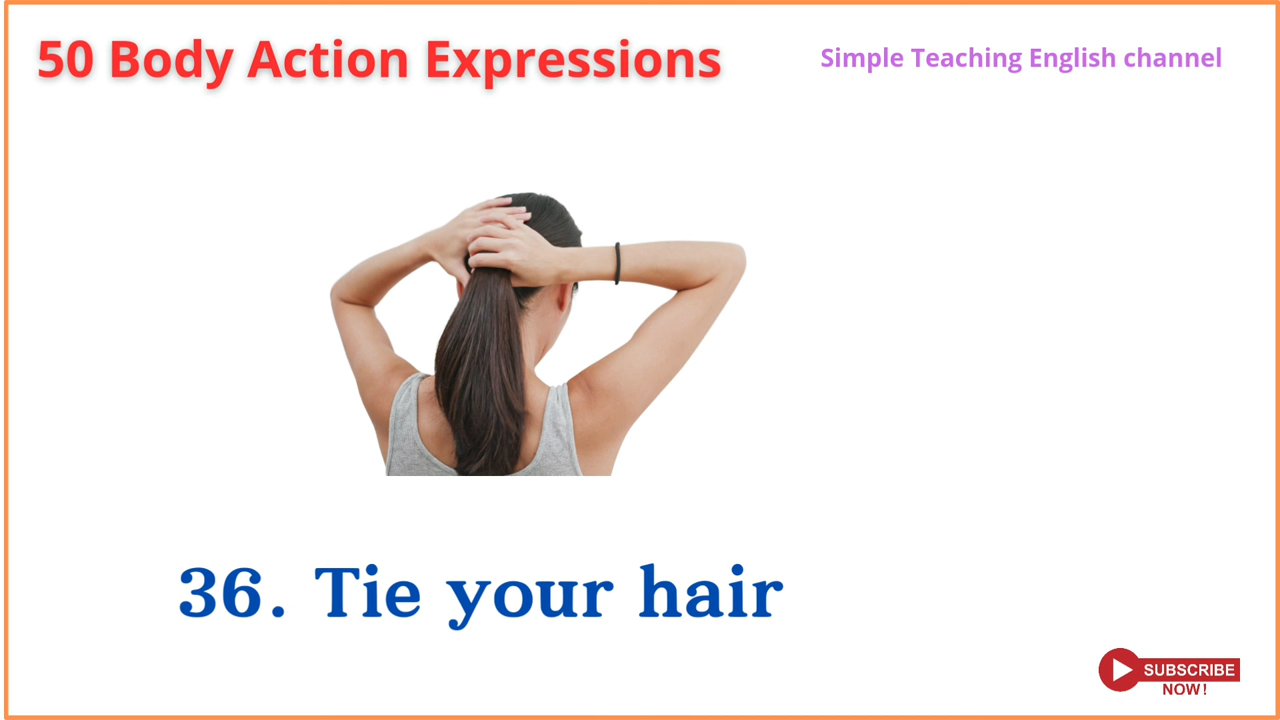 50 Body Action Expressions
Simple Teaching English channel
36. Tie your hair
SUBSCRIBE
NOW!